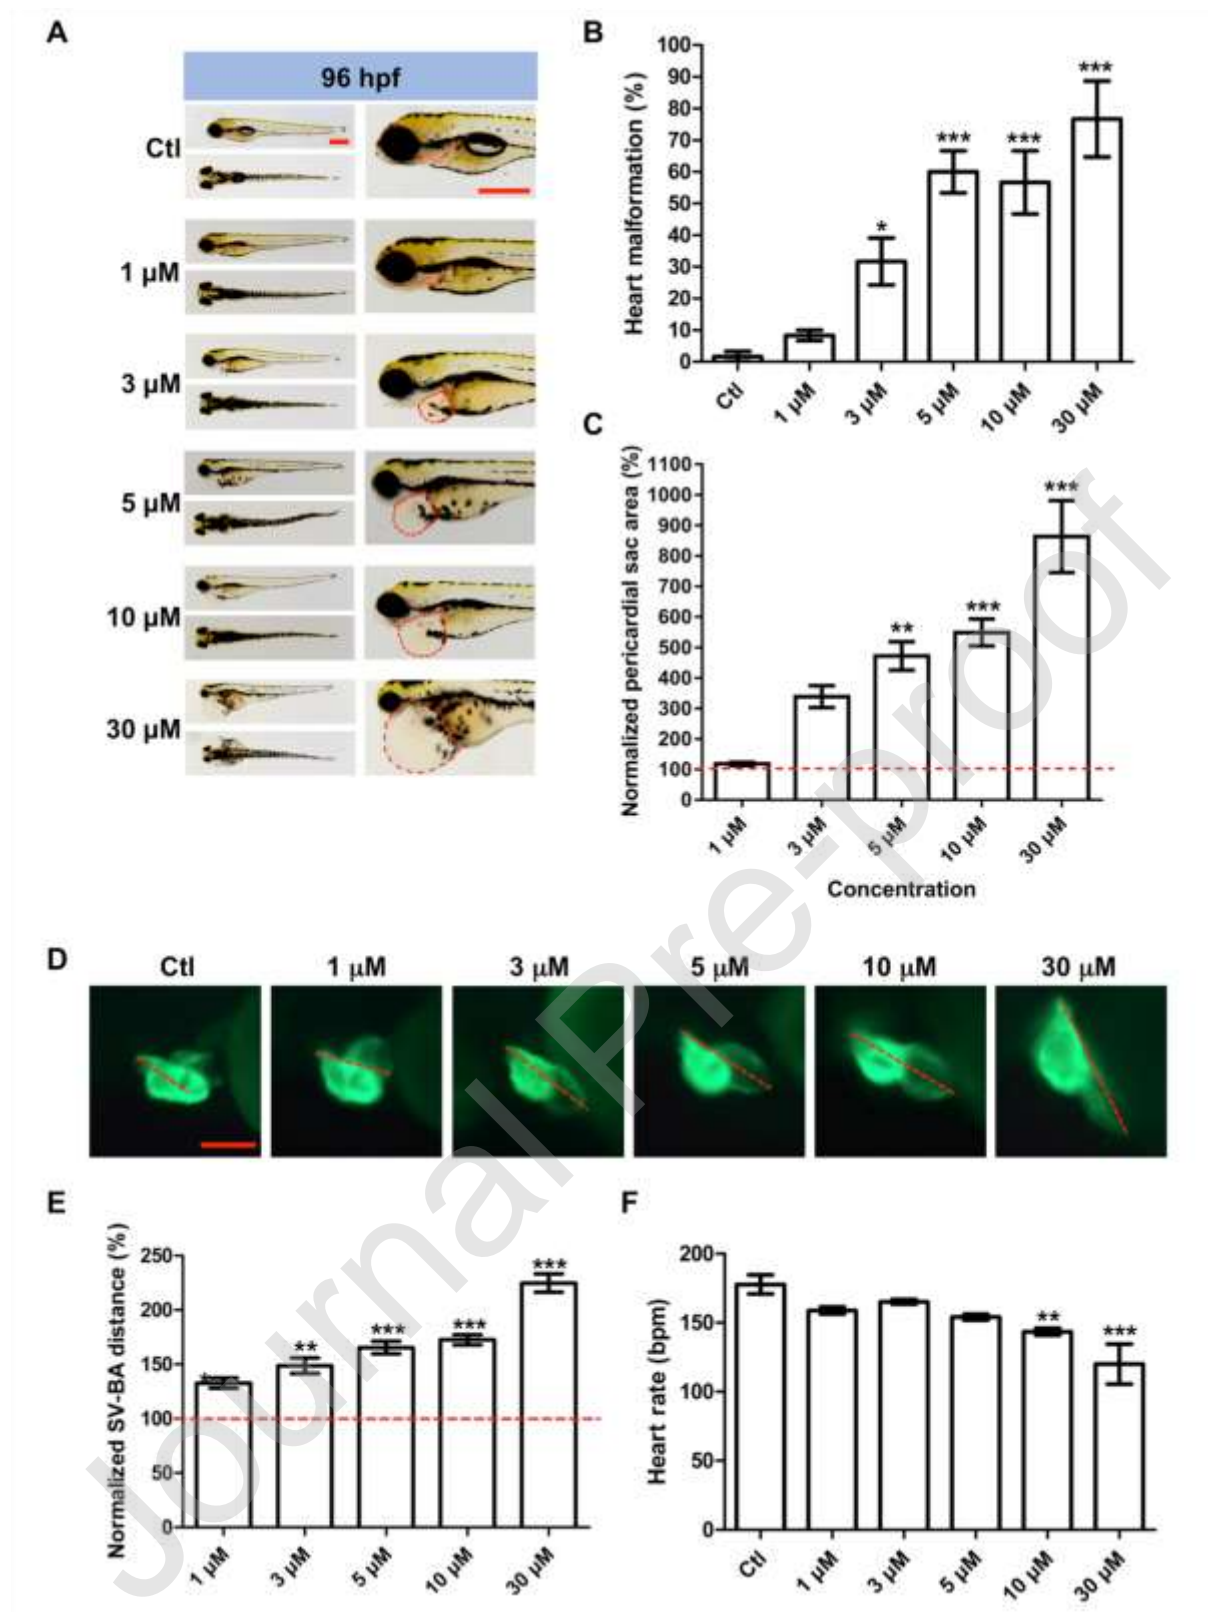 A
96 hpf
Ctl
1 µM
3 µM
5 µM
10 µM
30 µM
B
Heart malformation (%)
100
90
80
70
60
50
40
30
20
10
0
*
***
***
***
Ctl
1 µM
3 µM
5 µM
10 µM
30 µM
C
Normalized pericardial sac area (%)
1100
1000
900
800
700
600
500
400
300
200
100
0
**
***
***
1 µM
3 µM
5 µM
10 µM
30 µM
Concentration
D
Ctl
1 µM
3 µM
5 µM
10 µM
30 µM
E
Normalized SV-BA distance (%)
250
200
150
100
50
0
**
***
***
***
1 µM
3 µM
5 µM
10 µM
30 µM
F
Heart rate (bpm)
200
150
100
50
0
**
***
Ctl
1 µM
3 µM
5 µM
10 µM
30 µM
Journal Pre-proof